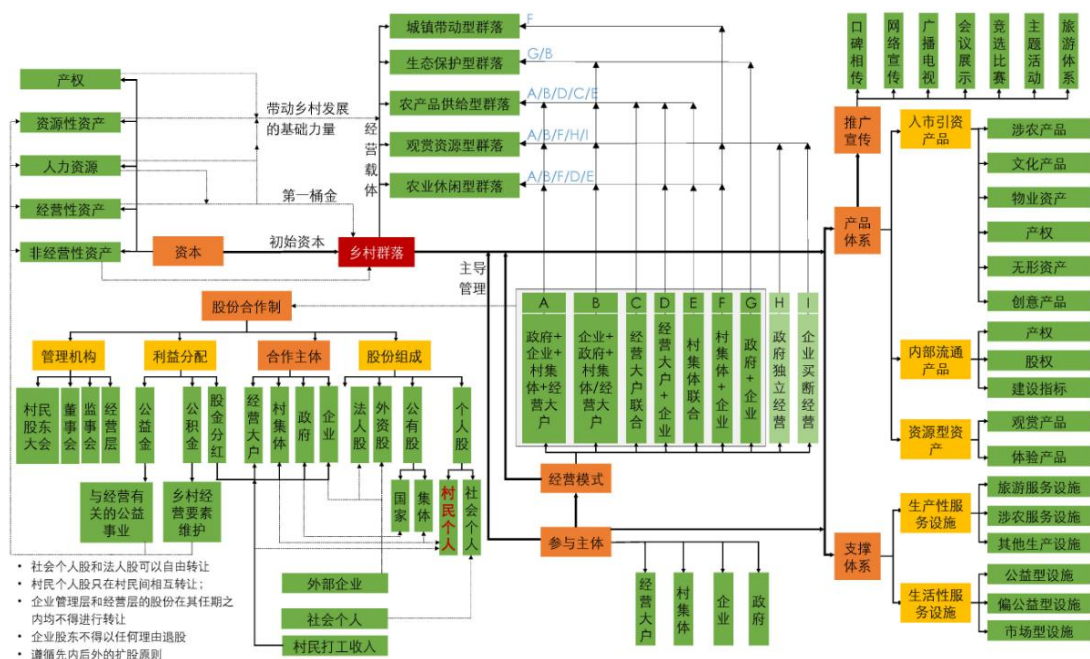 城镇带动型群落
F
生态保护型群落
G/B
农产品供给型群落
A/B/D/C/E
观赏资源型群落
A/B/F/H/I
农业休闲型群落
A/B/F/D/E
产权
资源性资产
人力资源
经营性资产
非经营性资产
带动乡村发展
的基础力量
经营载体
第一桶金
资本
初始资本
乡村群落
主导
管理
口碑相传
网络宣传
广播电视
会议展示
竞选比赛
主题活动
旅游体系
推广
宣传
产品
体系
人市引资
产品
涉农产品
文化产品
物业资产
产权
无形资产
创意产品
内部流通
产品
产权
股权
建设指标
资源型资
产
观赏产品
体验产品
支撑
体系
生产性服
务设施
旅游服务设施
涉农服务设施
其他生产设施
生活性服
务设施
公益型设施
偏公益型设施
市场型设施
A
政府+
企业+
村集
体+经
营大
户
B
企业+
政府+
村集
体/经
营大
户
C
经营大户联合
D
经营大户+企业
E
村集体联合
F
村集体+企业
G
政府+企业
H
政府独立经营
I
企业买断经营
经营模式
参与主体
经营大户
村集体
企业
政府
股份合作制
管理机构
利益分配
合作主体
股份组成
村民
股东
大会
董事会
监事会
经营层
公益金
公积金
股金分红
经营大户
村集体
政府
企业
法人股
外资股
公有股
个人股
与经营有
关的公益
事业
乡村经
营要素
维护
国家
集体
村民个人
社会个人
外部企业
社会个人
村民打工收入
• 社会个人股和法人股可以自由转让
• 村民个人股只在村民间相互转让；
• 企业管理层和经营层的股份在其任期之
内均不得进行转让
• 企业股东不得以任何理由退股
• 遵循先内后外的扩股原则